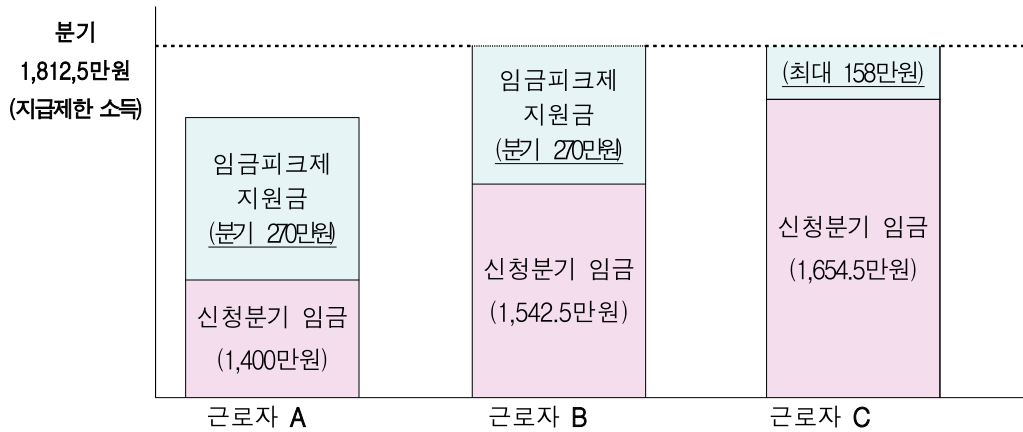 분기
1,812,5만원
(지급제한 소득)
임금피크제
지원금
(분기 270만원)
신청분기 임금
(1,400만원)
임금피크제
지원금
(분기 270만원)
신청분기 임금
(1,542.5만원)
(최대 158만원)
신청분기 임금
(1,654.5만원)
근로자 A
근로자 B
근로자 C